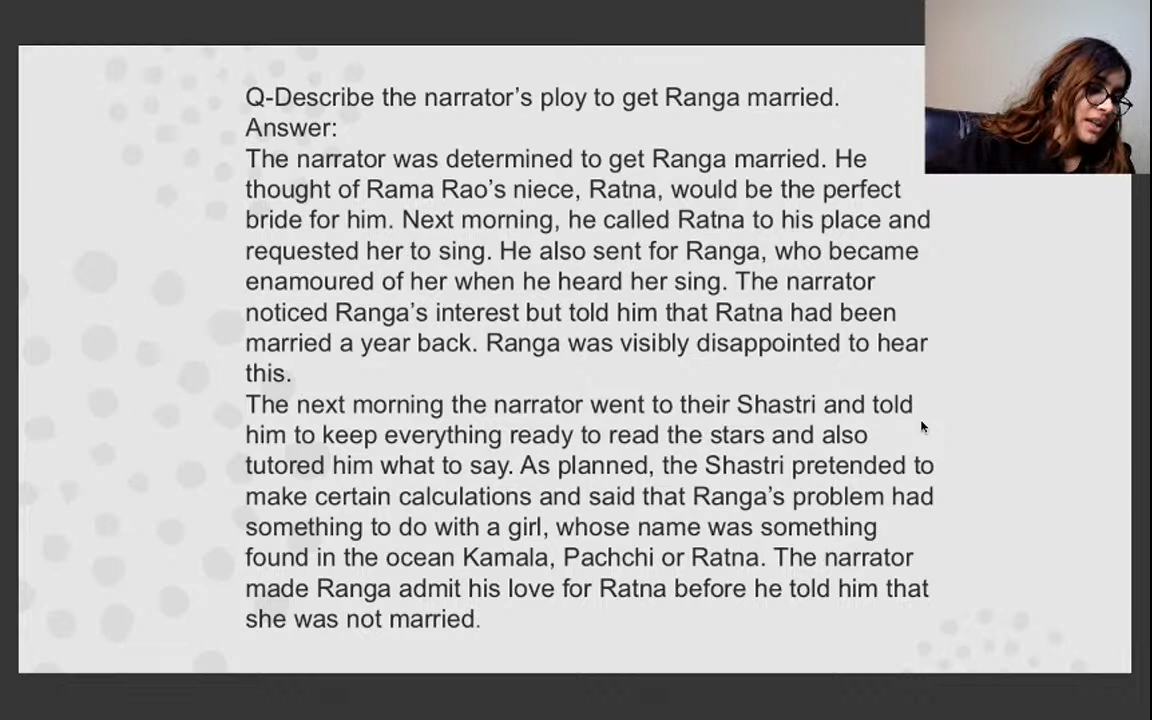 Q-Describe the narrator's ploy to get Ranga married.
Answer:
The narrator was determined to get Ranga married. He
thought of Rama Rao's niece, Ratna, would be the perfect
bride for him. Next morning, he called Ratna to his place and
requested her to sing. He also sent for Ranga, who became
enamoured of her when he heard her sing. The narrator
noticed Ranga's interest but told him that Ratna had been
married a year back. Ranga was visibly disappointed to hear
this.
The next morning the narrator went to their Shastri and told
him to keep everything ready to read the stars and also
tutored him what to say. As planned, the Shastri pretended to
make certain calculations and said that Ranga's problem had
something to do with a girl, whose name was something
found in the ocean Kamala, Pachchi or Ratna. The narrator
made Ranga admit his love for Ratna before he told him that
she was not married.